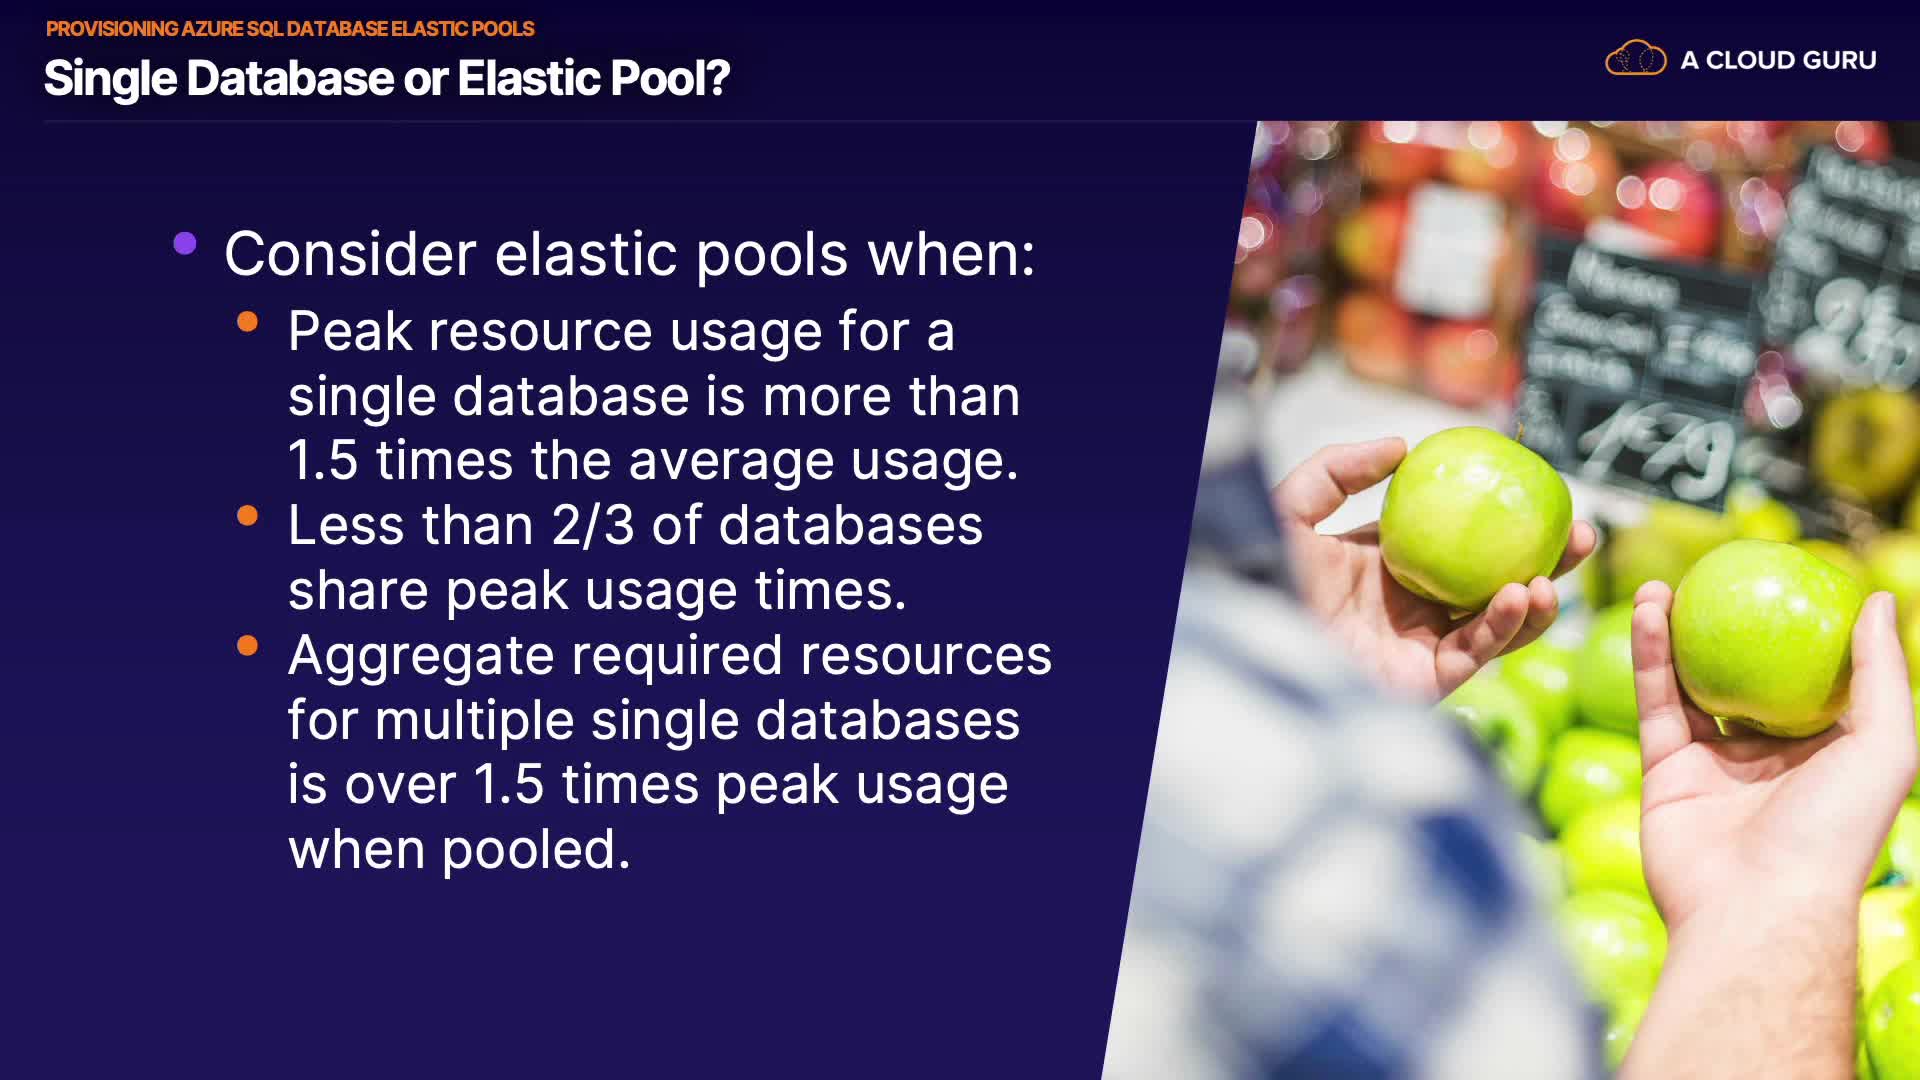 PROVISIONING AZURE SQL DATABASE ELASTIC POOLS
Single Database or Elastic Pool?
A CLOUD GURU
Consider elastic pools when:
Peak resource usage for a
single database is more than
1.5 times the average usage.
Less than 2/3 of databases
share peak usage times.
Aggregate required resources
for multiple single databases
is over 1.5 times peak usage
when pooled.